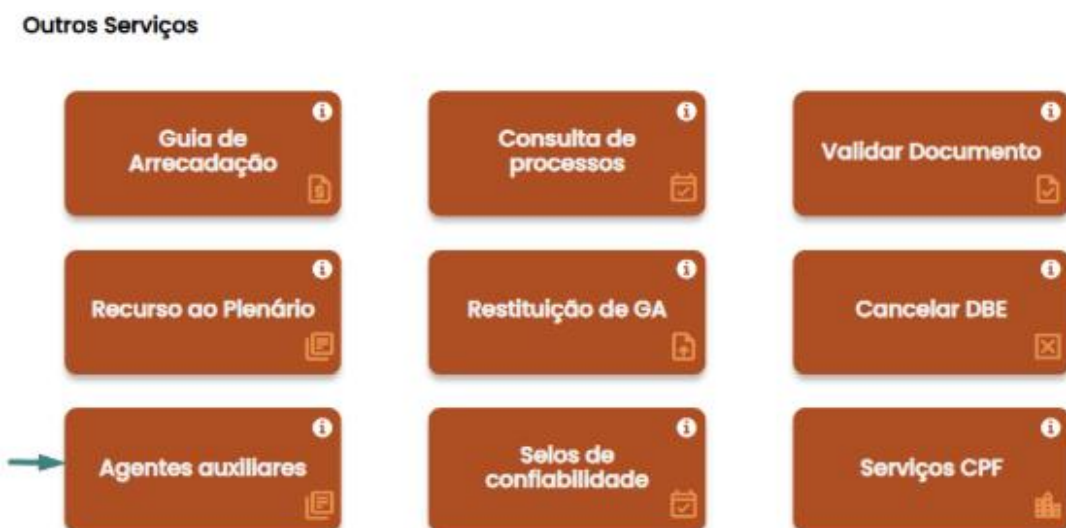 Outros Serviços
Guia de
Arrecadação
Consulta de
processos
Validar Documento
Recurso ao Plenário
Restituição de GA
Cancelar DBE
Agentes auxiliares
Selos de
confiabilidade
Serviços CPF